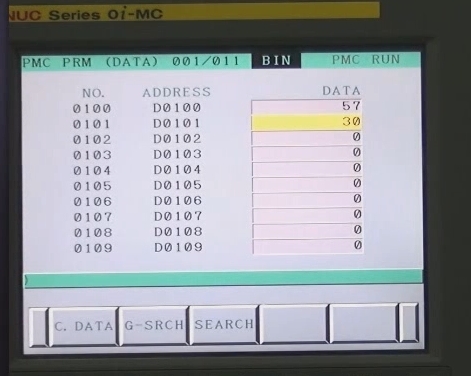 NUC Series 0i-MC
PMC PRM (DATA) 001/011 BIN PMC RUN
NO. ADDRESS DATA
0100 D0100 57
0101 D0101 30
0102 D0102 0
0103 D0103 0
0104 D0104 0
0105 D0105 0
0106 D0106 0
0107 D0107 0
0108 D0108 0
0109 D0109 0
)
C. DATA G-SRCH SEARCH